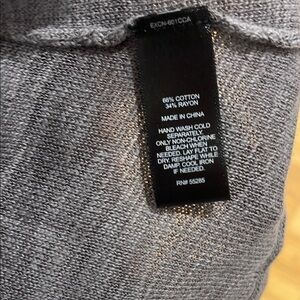 EXCN-601CCA
66% COTTON
34% RAYON
MADE IN CHINA
HAND WASH COLD
SEPARATELY
ONLY NON-CHLORINE
BLEACH WHEN
NEEDED. LAY FLAT TO
DRY. RESHAPE WHILE
DAMP. COOL IRON
IF NEEDED.
RN# 55285